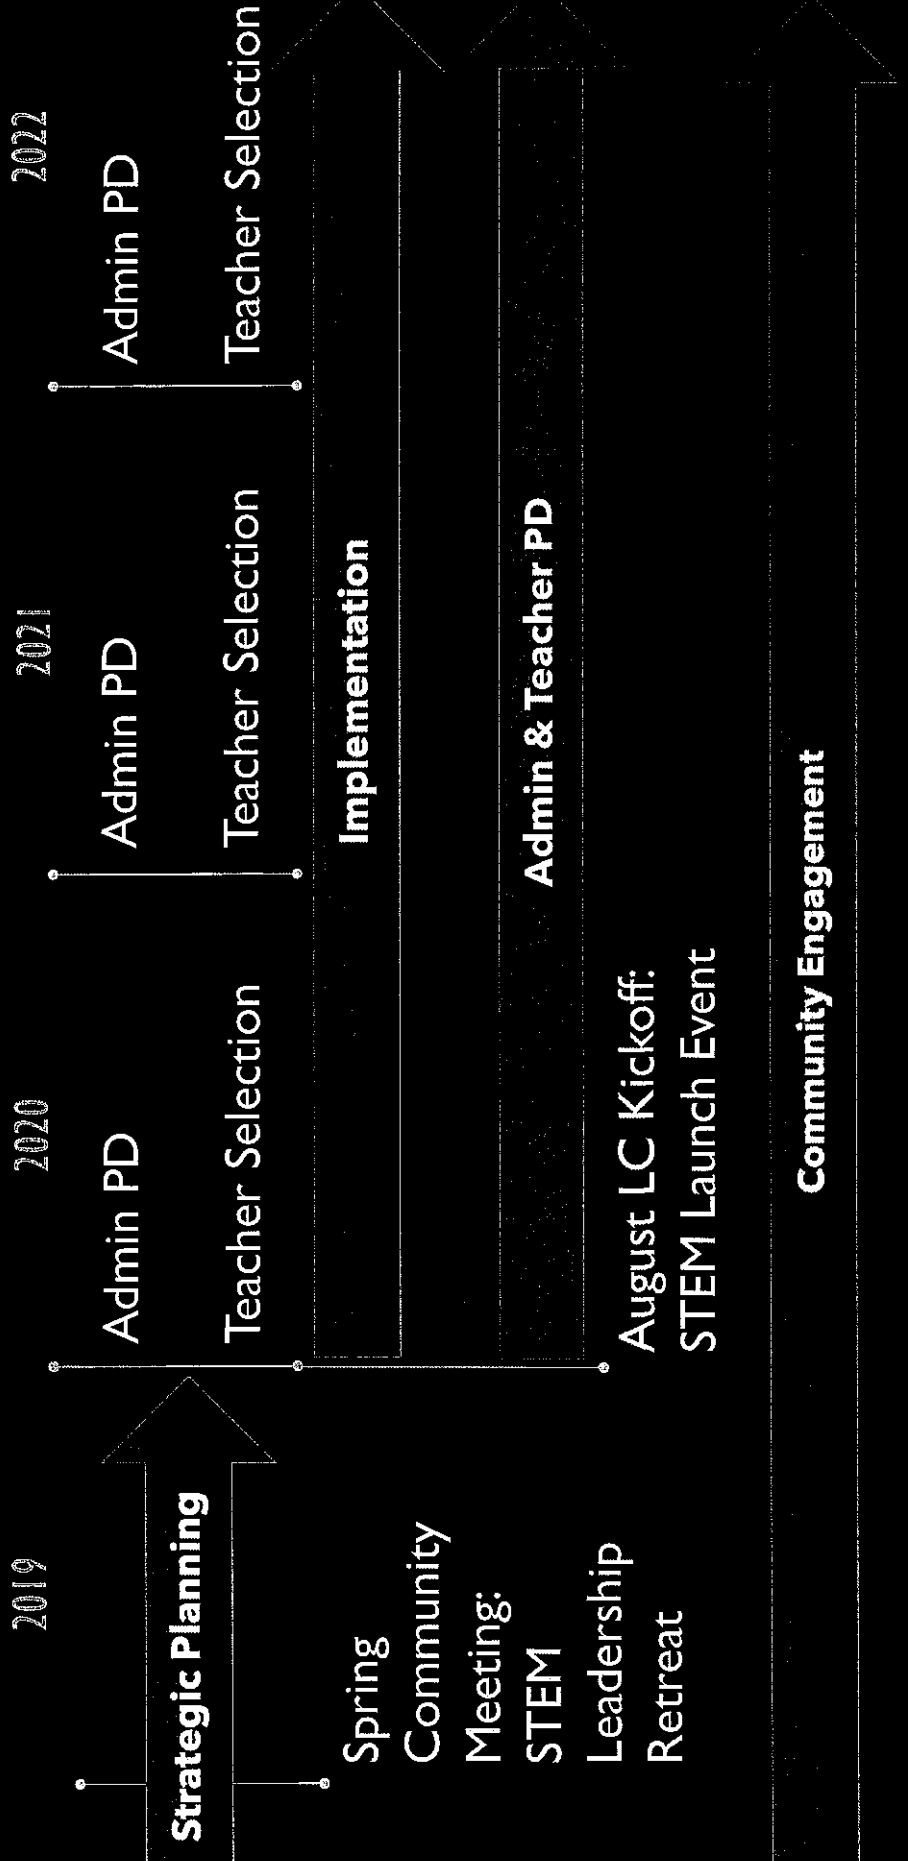 2019
2020
2021
2022
Strategic Planning
Admin PD
Teacher Selection
Admin PD
Teacher Selection
Admin PD
Teacher Selection
Implementation
Spring
Community
Meeting:
STEM
Leadership
Retreat
Admin & Teacher PD
August LC Kickoff:
STEM Launch Event
Community Engagement